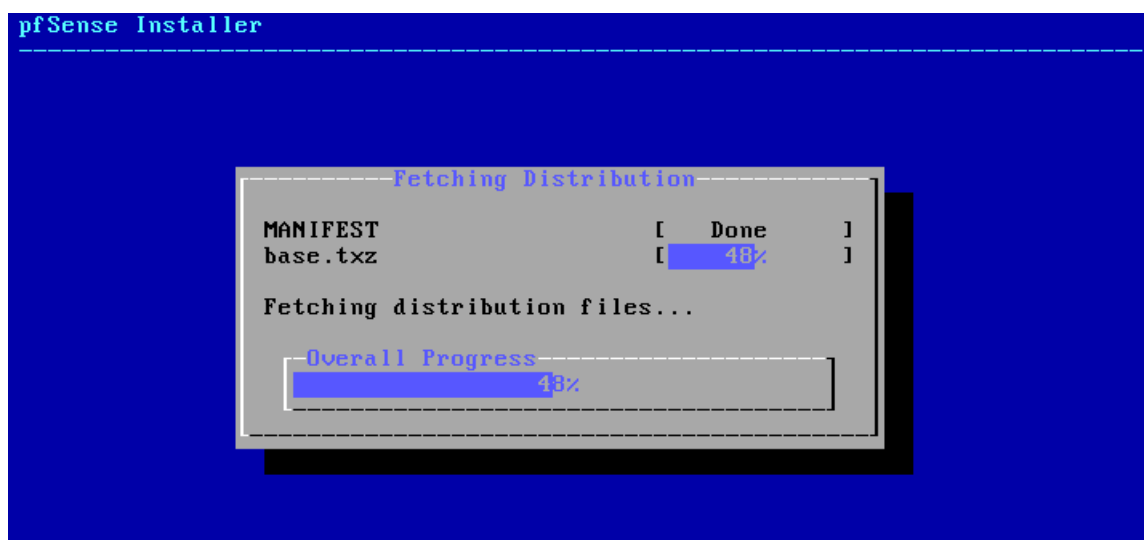 pfSense Installer
Fetching Distribution
MANIFEST [ Done ]
base.txz [ 48% ]
Fetching distribution files...
Overall Progress
48%